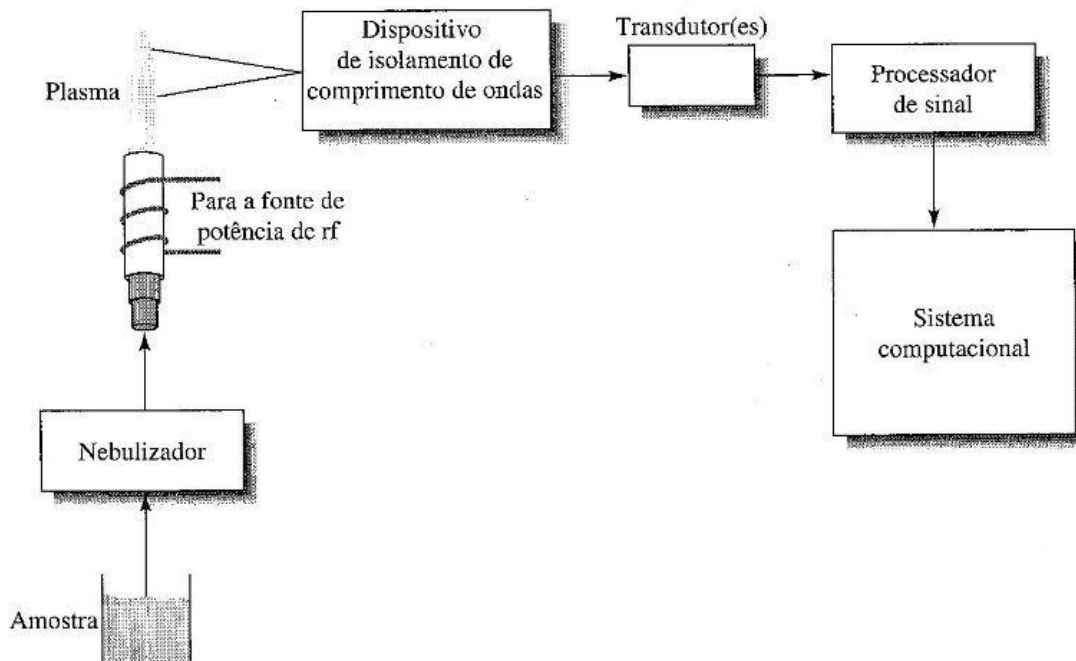 Dispositivo
de isolamento de
comprimento de ondas
Transdutor(es)
Processador
de sinal
Plasma
Para a fonte de
potência de rf
Sistema
computacional
Nebulizador
Amostra